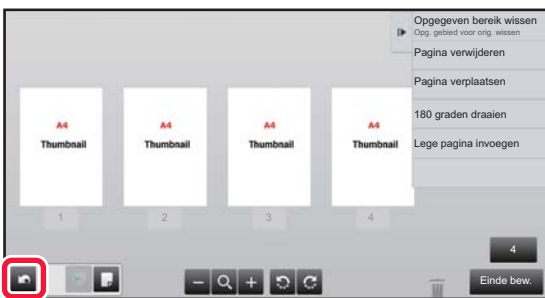 Opgegeven bereik wissen
Opg. gebied voor orig. wissen
Pagina verwijderen
Pagina verplaatsen
180 graden draaien
Lege pagina invoegen
A4 A4 A4 A4
Thumbnail Thumbnail Thumbnail Thumbnail
1 2 3 4
4
Einde bew.